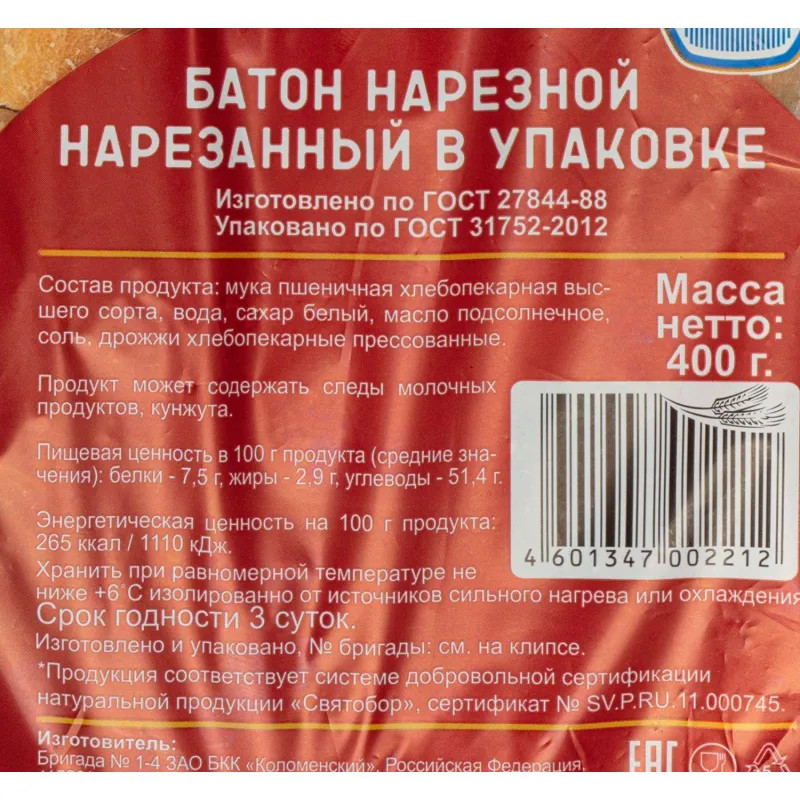 БАТОН НАРЕЗНОЙ
НАРЕЗАННЫЙ В УПАКОВКЕ
Изготовлено по ГОСТ 27844-88
Упаковано по ГОСТ 31752-2012
Состав продукта: мука пшеничная хлебопекарная выс-
шего сорта, вода, сахар белый, масло подсолнечное,
соль, дрожжи хлебопекарные прессованные.
Масса
нетто:
400 г.
Продукт может содержать следы молочных
продуктов, кунжута.
Пищевая ценность в 100 г продукта (средние зна-
чения): белки - 7,5 г, жиры - 2,9 г, углеводы - 51,4 г.
Энергетическая ценность на 100 г продукта:
265 ккал / 1110 кДж.
4 601347 002212
Хранить при равномерной температуре не
ниже +6°С изолированно от источников сильного нагрева или охлаждения
Срок годности 3 суток.
Изготовлено и упаковано, № бригады: см. на клипсе.
*Продукция соответствует системе добровольной сертификации
натуральной продукции «Святобор», сертификат № SV.P.RU.11.000745.
Изготовитель:
Бригада № 1-4 ЗАО БКК «Коломенский», Российская Федерация,
ЕАС